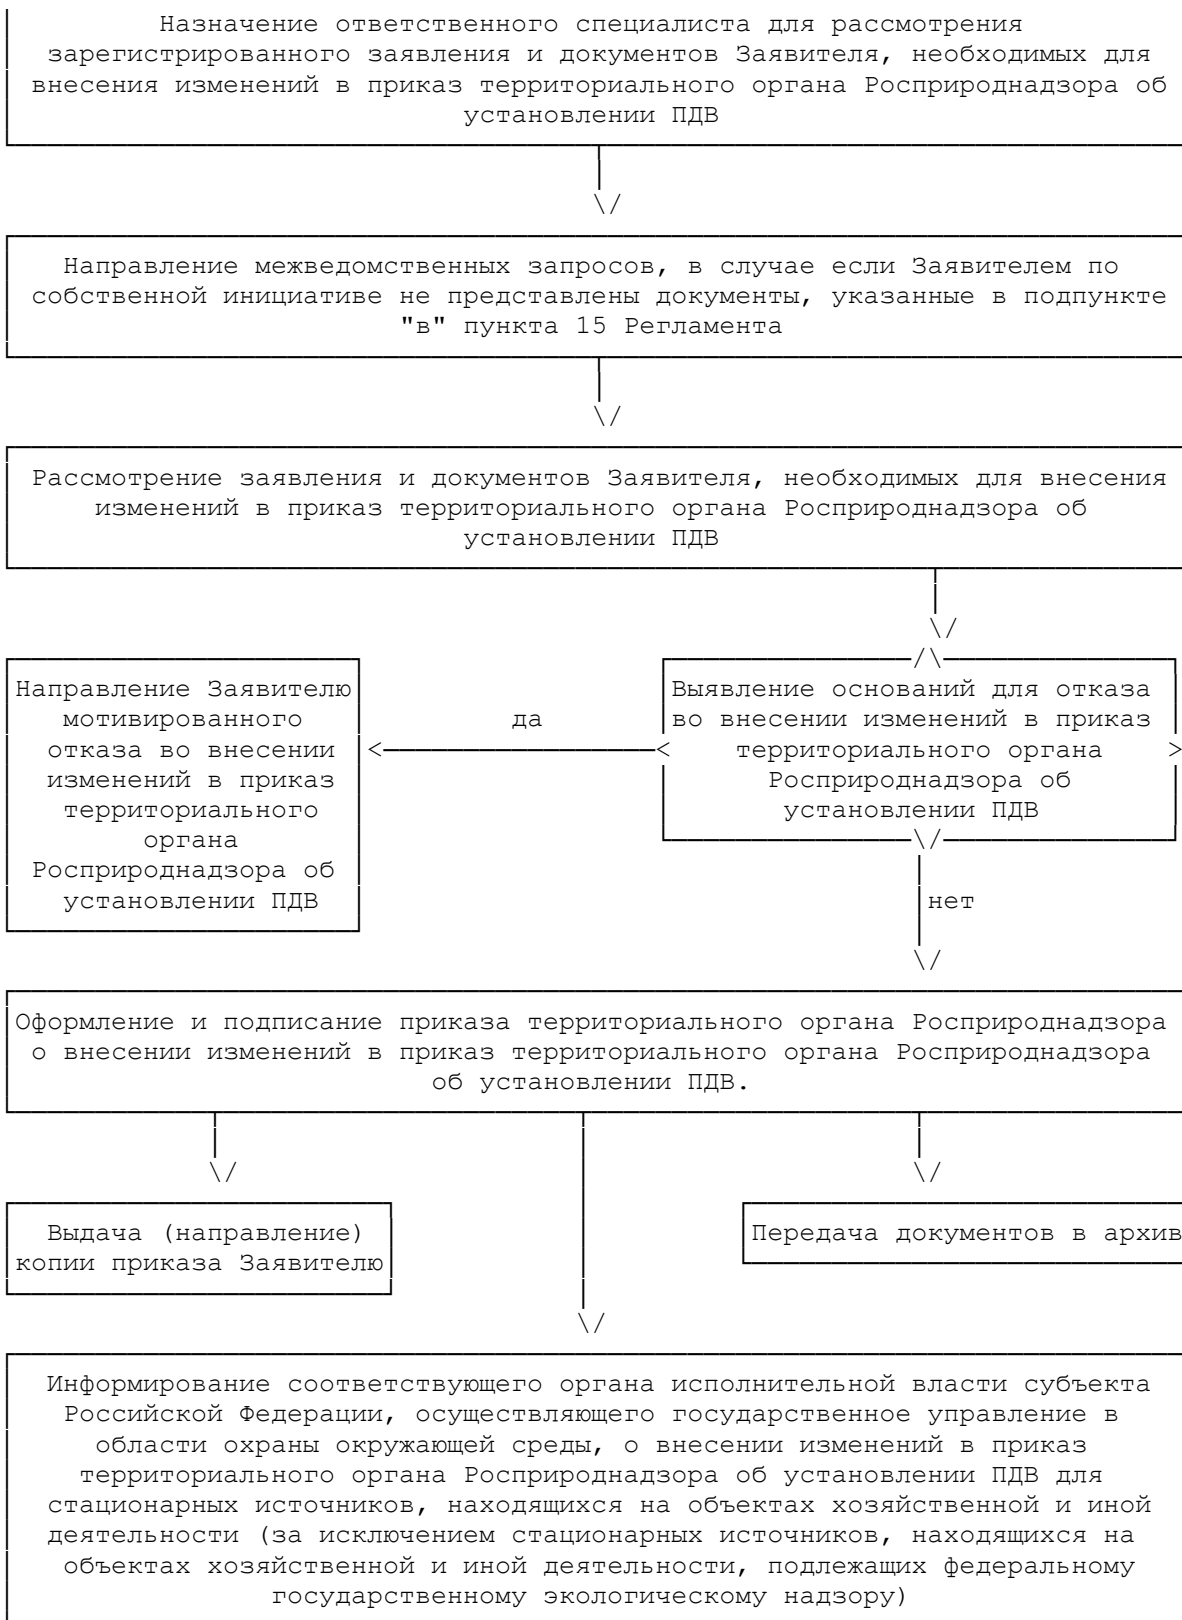 Назначение ответственного специалиста для рассмотрения
зарегистрированного заявления и документов Заявителя, необходимых для
внесения изменений в приказ территориального органа Росприроднадзора об
установлении ПДВ
Направление межведомственных запросов, в случае если Заявителем по
собственной инициативе не представлены документы, указанные в подпункте
"в" пункта 15 Регламента
Рассмотрение заявления и документов Заявителя, необходимых для внесения
изменений в приказ территориального органа Росприроднадзора об
установлении ПДВ
Направление Заявителю
мотивированного
отказа во внесении
изменений в приказ
территориального
органа
Росприроднадзора об
установлении ПДВ
да
Выявление оснований для отказа
во внесении изменений в приказ
территориального органа
Росприроднадзора об
установлении ПДВ
нет
Оформление и подписание приказа территориального органа Росприроднадзора
о внесении изменений в приказ территориального органа Росприроднадзора
об установлении ПДВ.
Выдача (направление)
копии приказа Заявителю
Передача документов в архив
Информирование соответствующего органа исполнительной власти субъекта
Российской Федерации, осуществляющего государственное управление в
области охраны окружающей среды, о внесении изменений в приказ
территориального органа Росприроднадзора об установлении ПДВ для
стационарных источников, находящихся на объектах хозяйственной и иной
деятельности (за исключением стационарных источников, находящихся на
объектах хозяйственной и иной деятельности, подлежащих федеральному
государственному экологическому надзору)